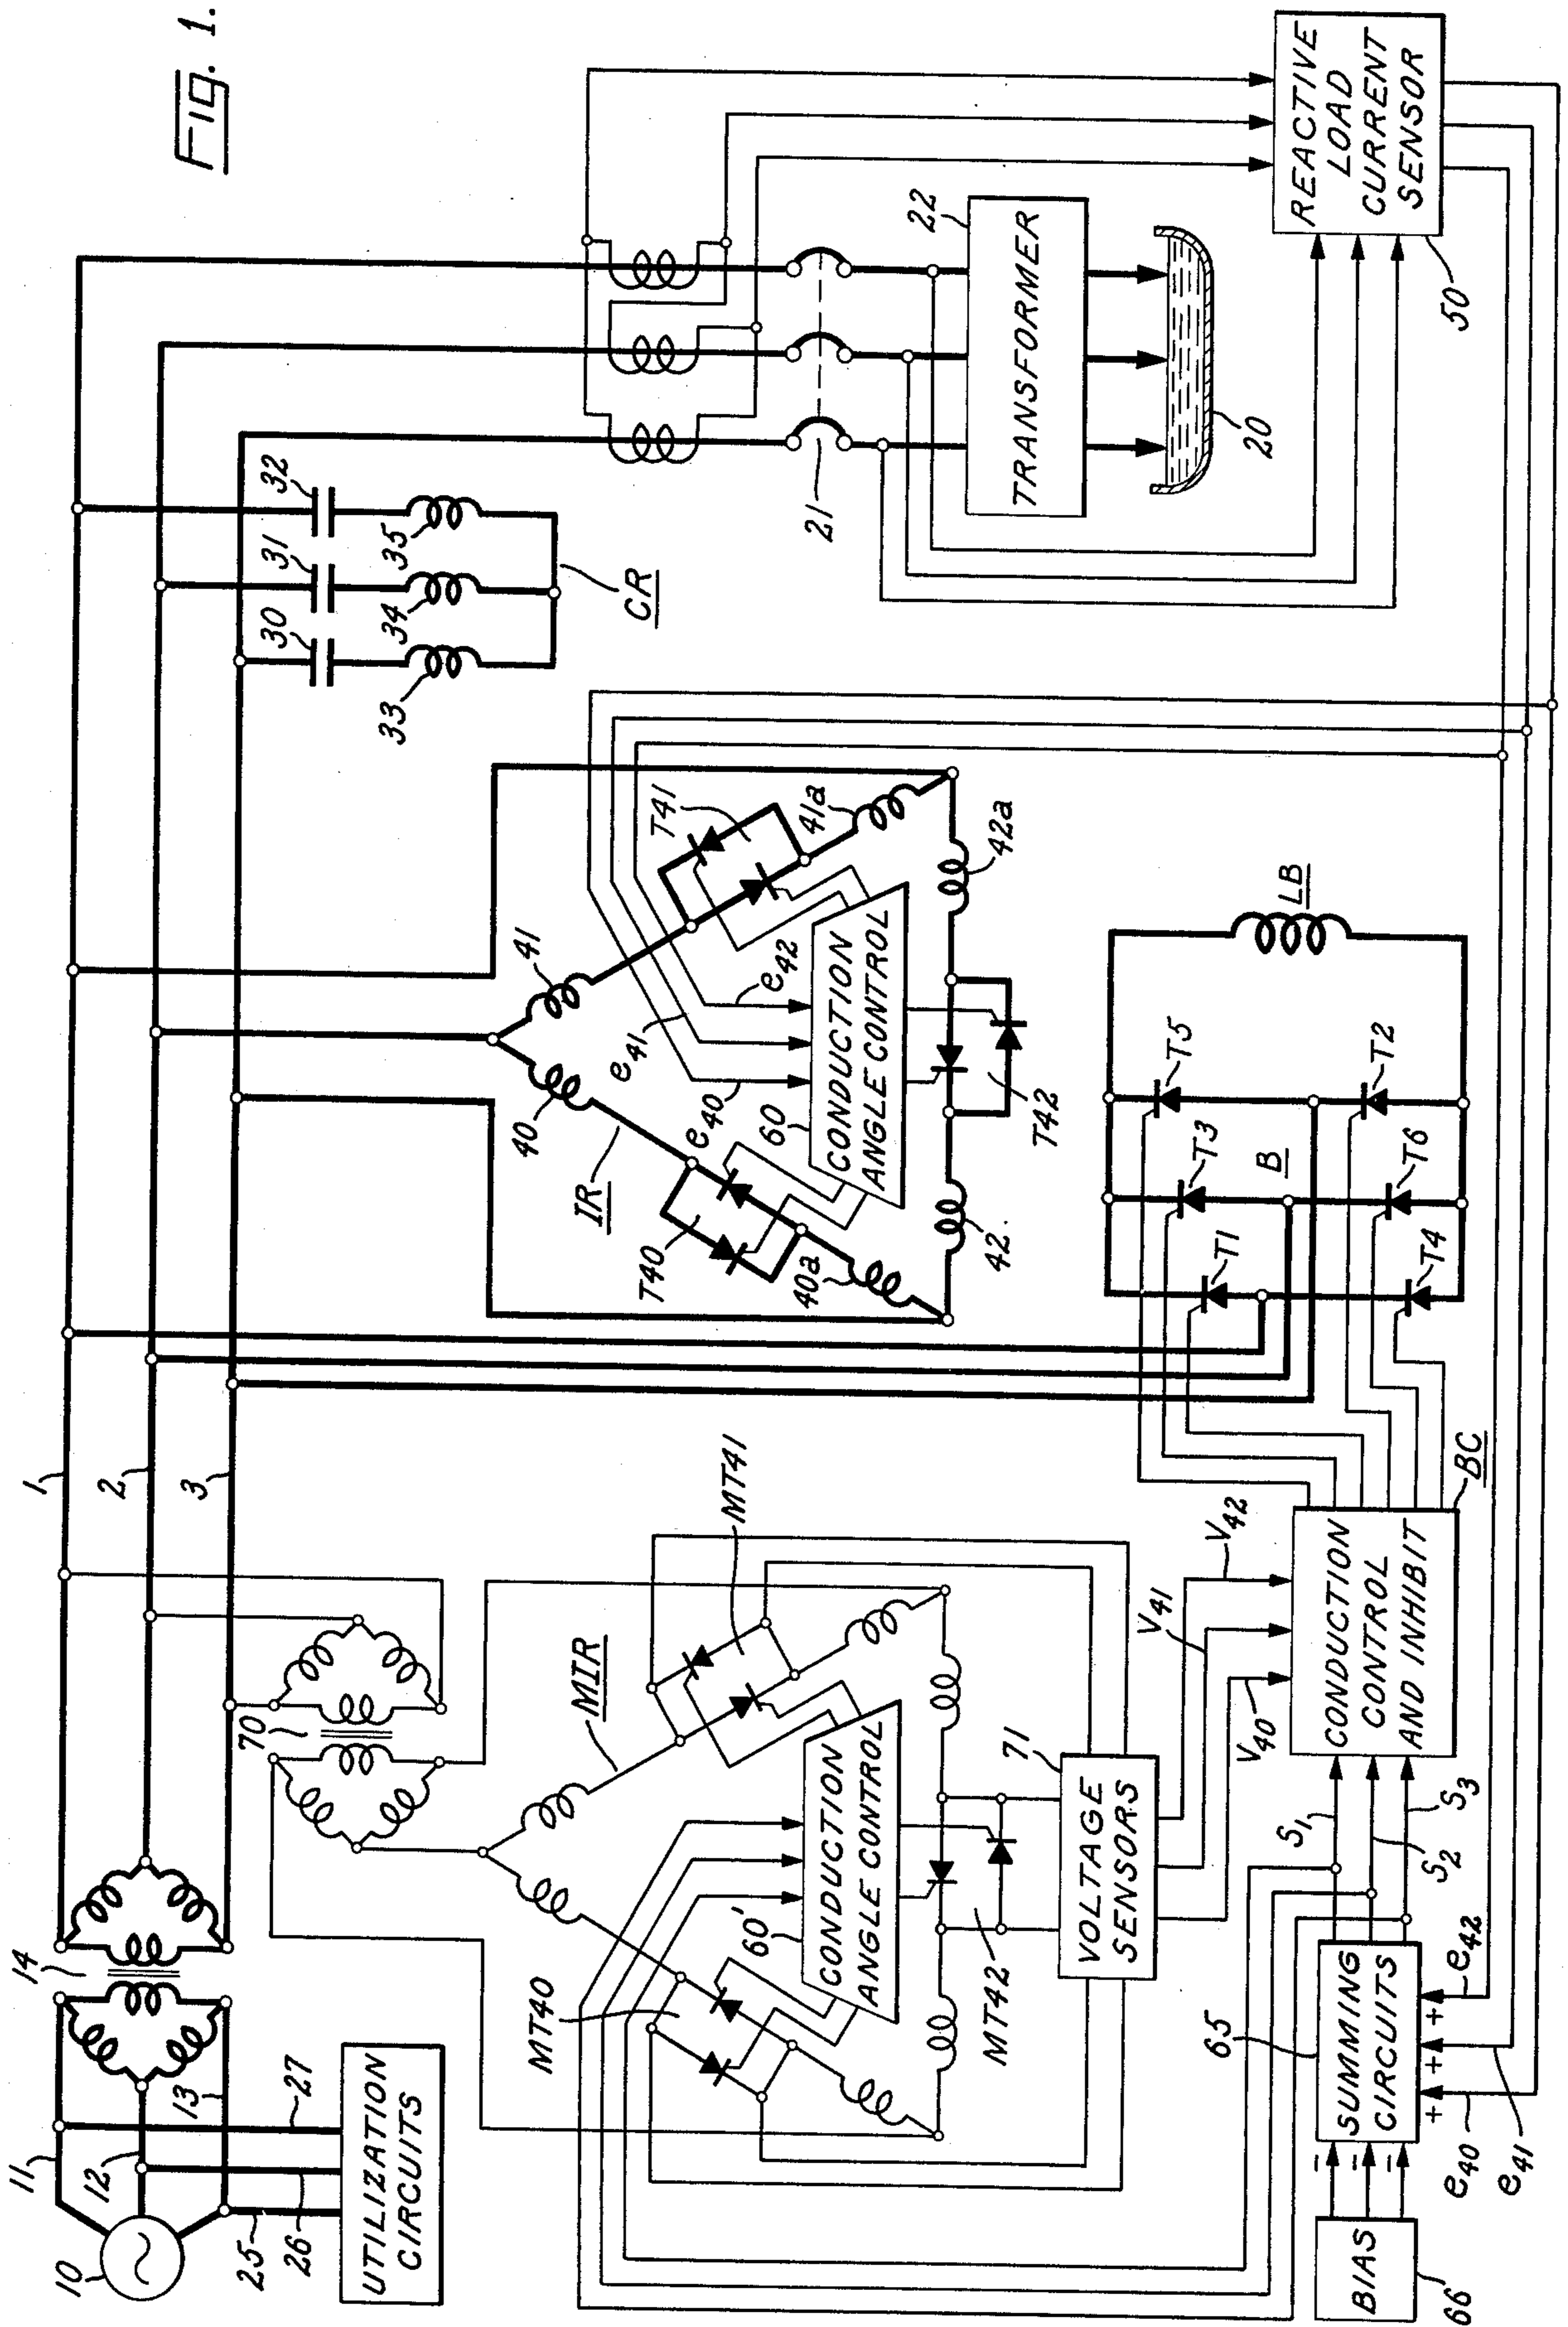 Fig. 1.
10
11
12
13
14
25
26
27
UTILIZATION
CIRCUITS
1
2
3
70
MIR
MT40
MT41
MT42
60'
CONDUCTION
ANGLE CONTROL
71
VOLTAGE
SENSORS
V40
V41
V42
BIAS
66
65
SUMMING
CIRCUITS
-
-
-
+
+
+
e40
e41
e42
S1
S2
S3
CONDUCTION
CONTROL
AND INHIBIT
BC
IR
40
41
T40
T41
40a
41a
e40
e41
e42
60
CONDUCTION
ANGLE CONTROL
42
42a
T42
T1
T3
T5
T4
T6
T2
B
LB
30
31
32
33
34
35
CR
21
22
TRANSFORMER
20
REACTIVE
LOAD
CURRENT
SENSOR
50